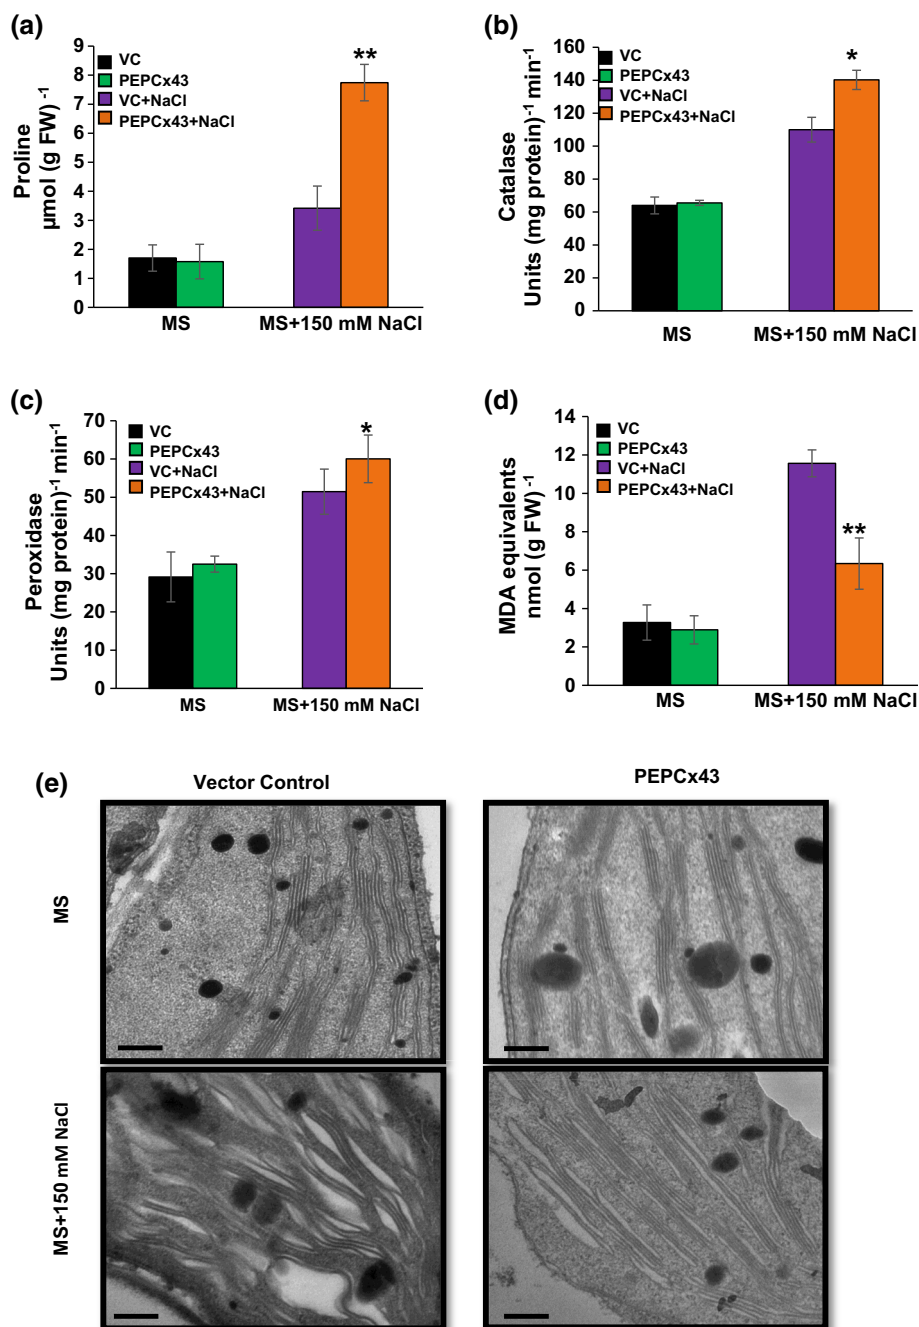 (a)
Proline
µmol (g FW)⁻¹
9
8
7
6
5
4
3
2
1
0
VC
PEPCx43
VC+NaCl
PEPCx43+NaCl
**
MS
MS+150 mM NaCl
(b)
Catalase
Units (mg protein)⁻¹ min⁻¹
160
140
120
100
80
60
40
20
0
VC
PEPCx43
VC+NaCl
PEPCx43+NaCl
*
MS
MS+150 mM NaCl
(c)
Peroxidase
Units (mg protein)⁻¹ min⁻¹
70
60
50
40
30
20
10
0
VC
PEPCx43
VC+NaCl
PEPCx43+NaCl
*
MS
MS+150 mM NaCl
(d)
MDA equivalents
nmol (g FW)⁻¹
14
12
10
8
6
4
2
0
VC
PEPCx43
VC+NaCl
PEPCx43+NaCl
**
MS
MS+150 mM NaCl
(e)
Vector Control
PEPCx43
MS
MS+150 mM NaCl